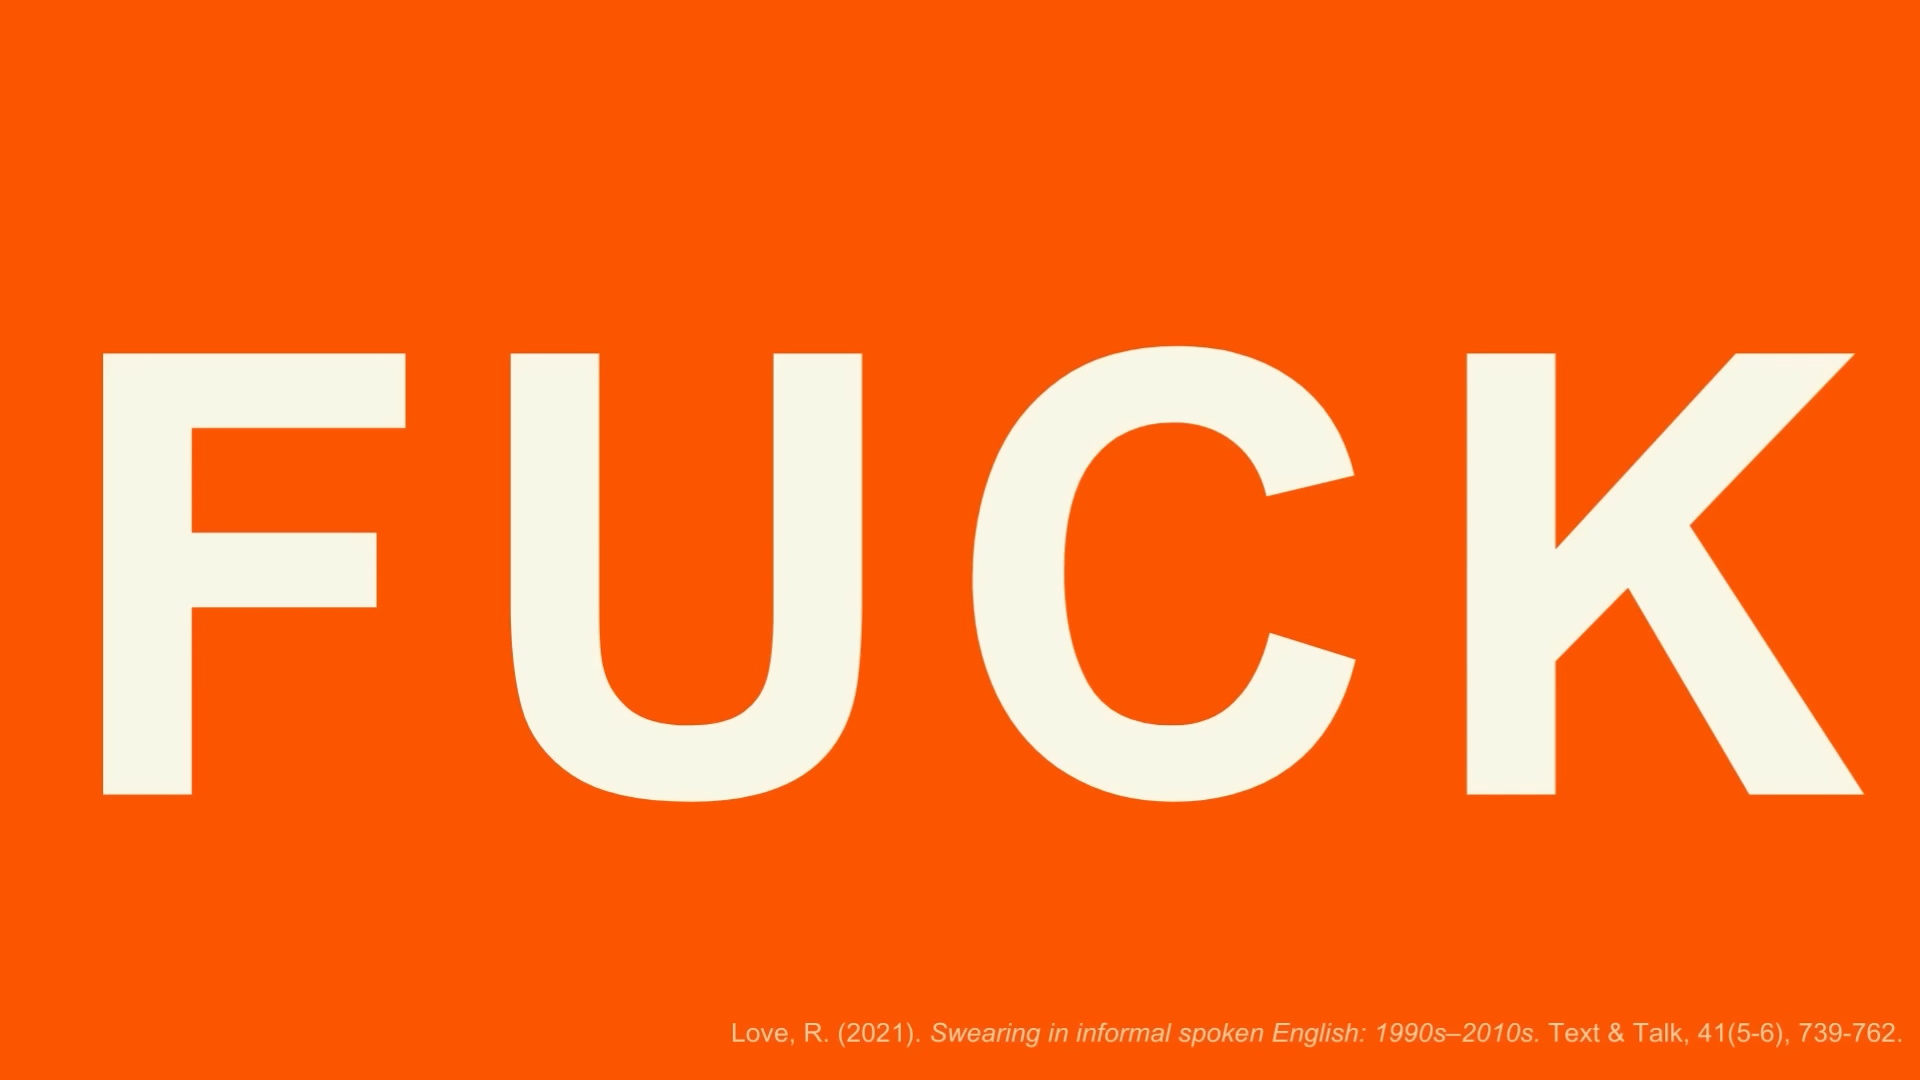 FUCK
Love, R. (2021). Swearing in informal spoken English: 1990s–2010s. Text & Talk, 41(5-6), 739-762.